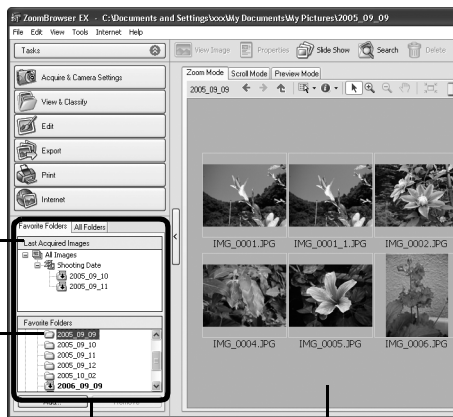 ZoomBrowser EX - C:\Documents and Settings\xxx\My Documents\My Pictures\2005_09_09
File Edit View Tools Internet Help
Tasks
View Image Properties Slide Show Search Delete
Acquire & Camera Settings
View & Classify
Edit
Export
Print
Internet
Zoom Mode Scroll Mode Preview Mode
2005_09_09
IMG_0001.JPG IMG_0001_1.JPG IMG_0002.JPG
IMG_0004.JPG IMG_0005.JPG IMG_0006.JPG
Favorite Folders All Folders
Last Acquired Images
All Images
Shooting Date
2005_09_10
2005_09_11
Favorite Folders
2005_09_09
2005_09_10
2005_09_11
2005_09_12
2005_10_02
2006_09_09
Add... Remove